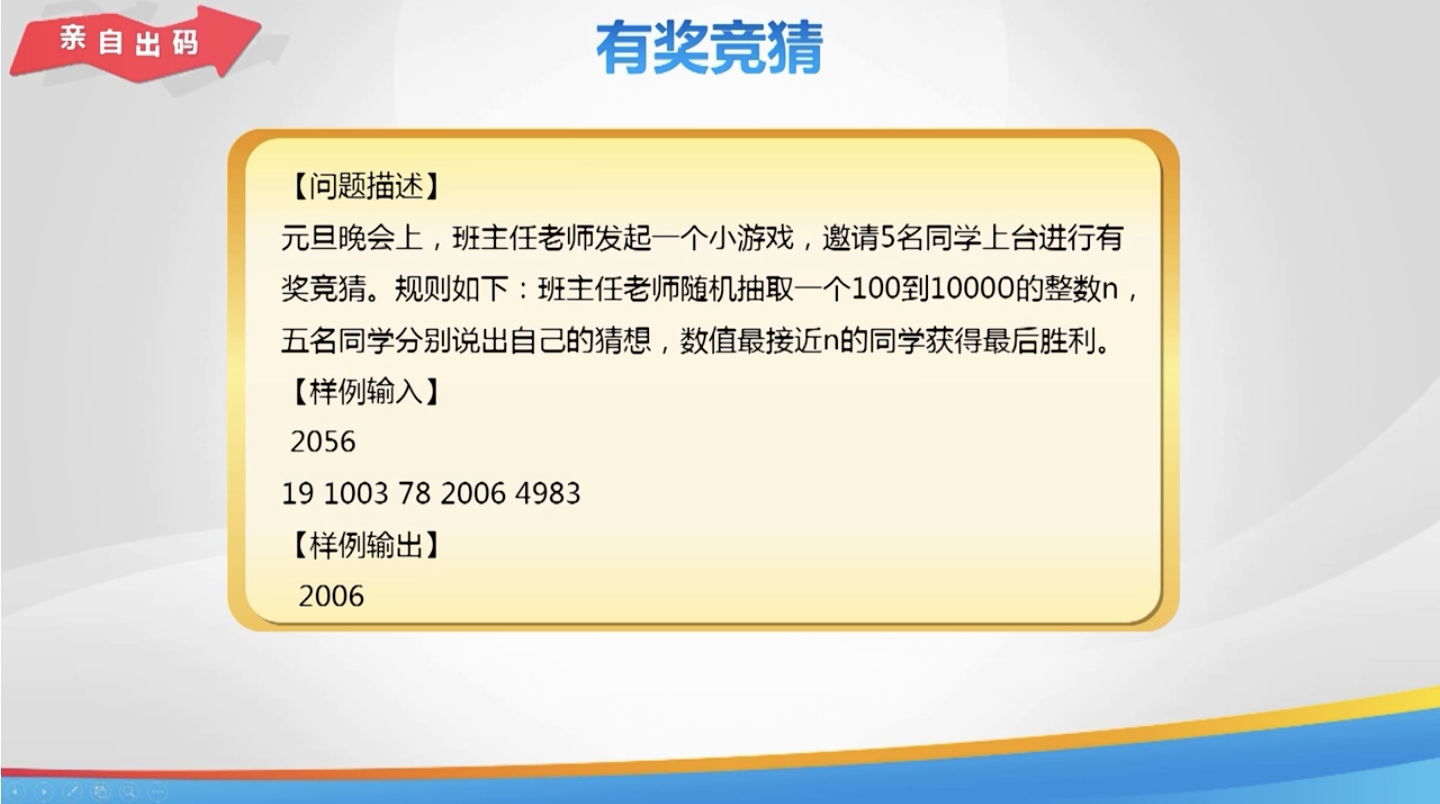 亲自出码
有奖竞猜
【问题描述】
元旦晚会上，班主任老师发起一个小游戏，邀请5名同学上台进行有
奖竞猜。规则如下：班主任老师随机抽取一个100到10000的整数n，
五名同学分别说出自己的猜想，数值最接近n的同学获得最后胜利。
【样例输入】
2056
19 1003 78 2006 4983
【样例输出】
2006